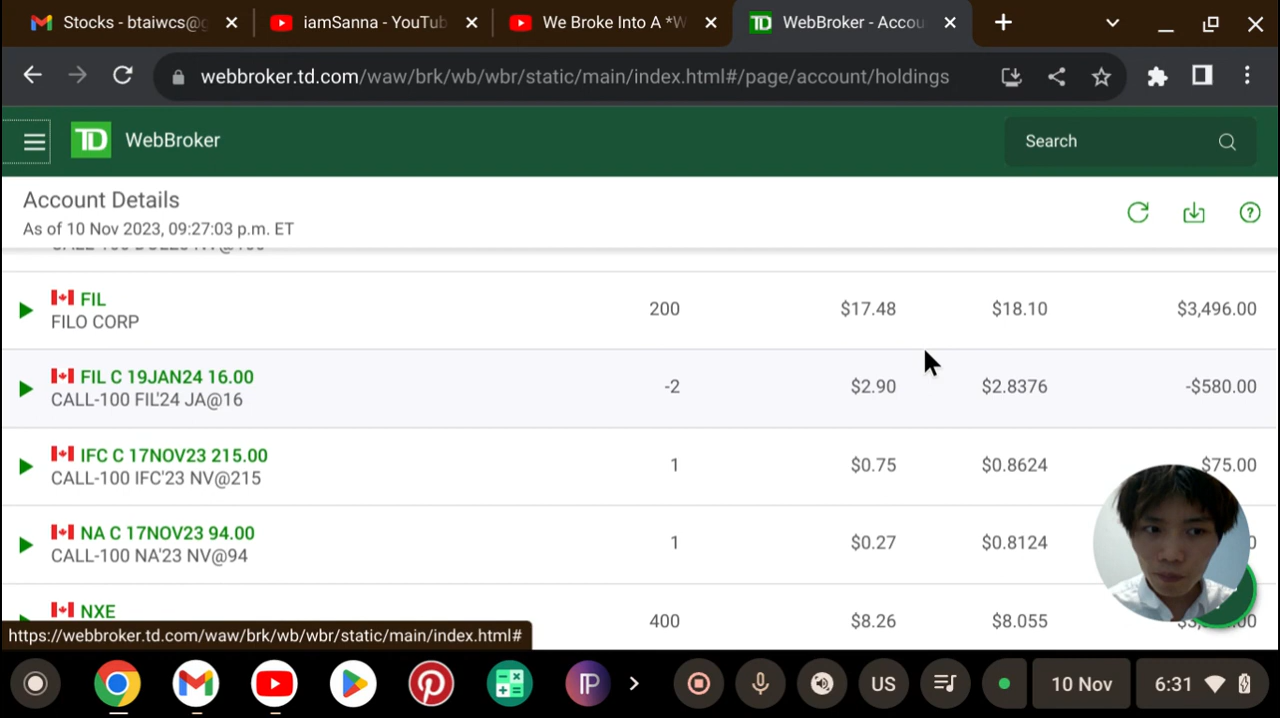 Stocks - btaiwcs@g
iamSanna - YouTub
We Broke Into A *W
TD WebBroker - Accou
webbroker.td.com/waw/brk/wb/wbr/static/main/index.html#/page/account/holdings
TD WebBroker
Search
Account Details
As of 10 Nov 2023, 09:27:03 p.m. ET
FIL 200 $17.48 $18.10 $3,496.00
FILO CORP
FIL C 19JAN24 16.00 -2 $2.90 $2.8376 -$580.00
CALL-100 FIL'24 JA@16
IFC C 17NOV23 215.00 1 $0.75 $0.8624 $75.00
CALL-100 IFC'23 NV@215
NA C 17NOV23 94.00 1 $0.27 $0.8124
CALL-100 NA'23 NV@94
NXE 400 $8.26 $8.055
https://webbroker.td.com/waw/brk/wb/wbr/static/main/index.html#
US
10 Nov
6:31